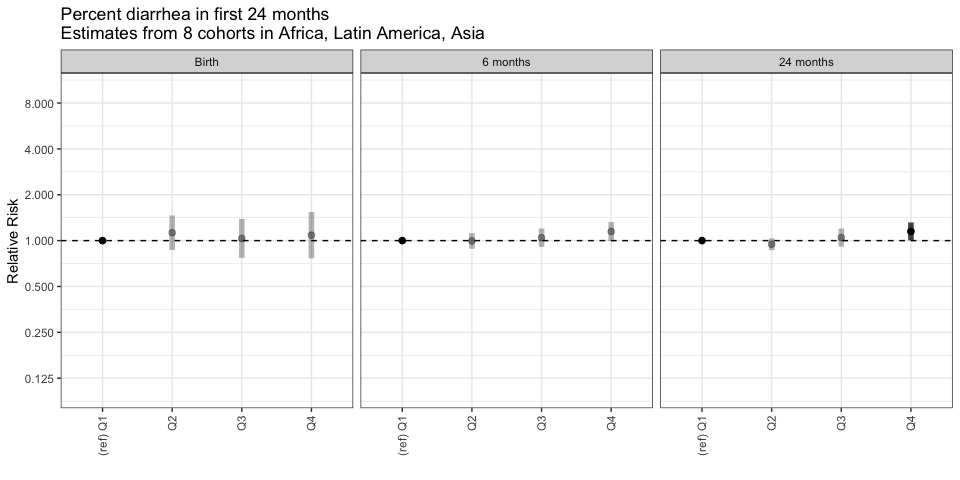 Percent diarrhea in first 24 months
Estimates from 8 cohorts in Africa, Latin America, Asia
Birth
6 months
24 months
Relative Risk
8.000
4.000
2.000
1.000
0.500
0.250
0.125
(ref) Q1
Q2
Q3
Q4
(ref) Q1
Q2
Q3
Q4
(ref) Q1
Q2
Q3
Q4